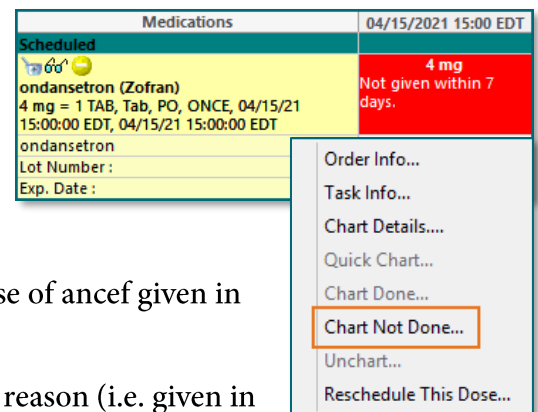 Medications
04/15/2021 15:00 EDT
Scheduled
ondansetron (Zofran)
4 mg = 1 TAB, Tab, PO, ONCE, 04/15/21
15:00:00 EDT, 04/15/21 15:00:00 EDT
4 mg
Not given within 7
days.
ondansetron
Lot Number :
Exp. Date :
Order Info...
Task Info...
Chart Details....
Quick Chart...
Chart Done...
Chart Not Done...
Unchart...
Reschedule This Dose...
se of ancef given in
reason (i.e. given in